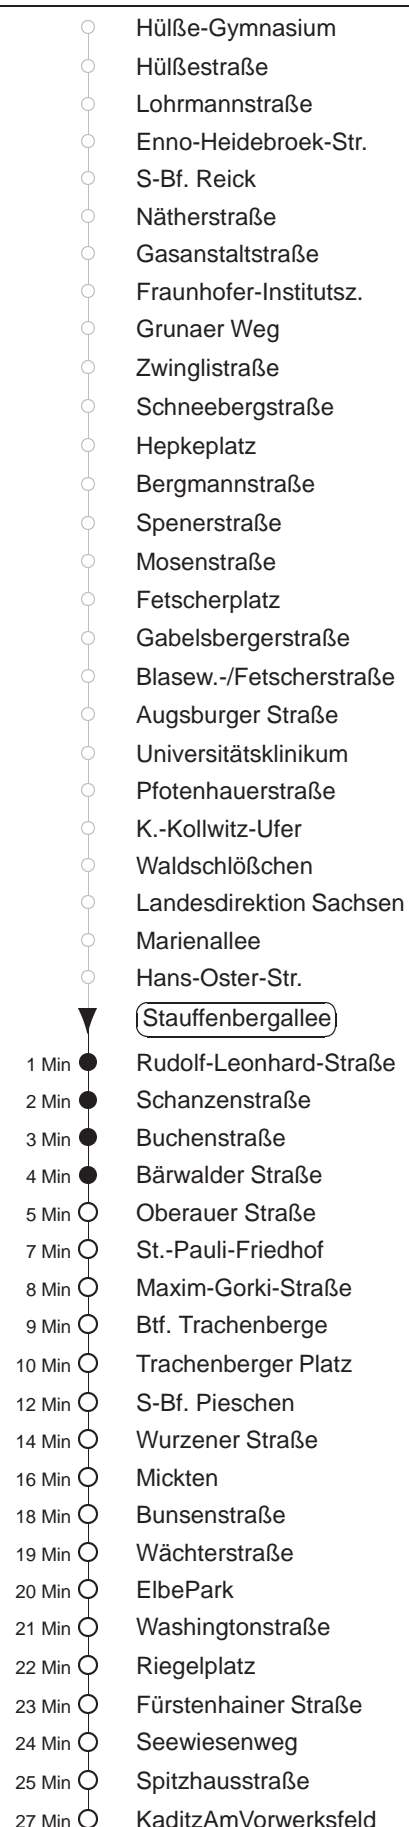 Hülße-Gymnasium
Hülßestraße
Lohrmannstraße
Enno-Heidebroek-Str.
S-Bf. Reick
Nätherstraße
Gasanstaltstraße
Fraunhofer-Institutsz.
Grunaer Weg
Zwinglistraße
Schneebergstraße
Hepkeplatz
Bergmannstraße
Spenerstraße
Mosenstraße
Fetscherplatz
Gabelsbergerstraße
Blasew.-/Fetscherstraße
Augsburger Straße
Universitätsklinikum
Pfotenhauerstraße
K.-Kollwitz-Ufer
Waldschlößchen
Landesdirektion Sachsen
Marienallee
Hans-Oster-Str.
Stauffenbergallee
1 Min Rudolf-Leonhard-Straße
2 Min Schanzenstraße
3 Min Buchenstraße
4 Min Bärwalder Straße
5 Min Oberauer Straße
7 Min St.-Pauli-Friedhof
8 Min Maxim-Gorki-Straße
9 Min Btf. Trachenberge
10 Min Trachenberger Platz
12 Min S-Bf. Pieschen
14 Min Wurzener Straße
16 Min Mickten
18 Min Bunsenstraße
19 Min Wächterstraße
20 Min ElbePark
21 Min Washingtonstraße
22 Min Riegelplatz
23 Min Fürstenhainer Straße
24 Min Seewiesenweg
25 Min Spitzhausstraße
27 Min KaditzAmVorwerksfeld